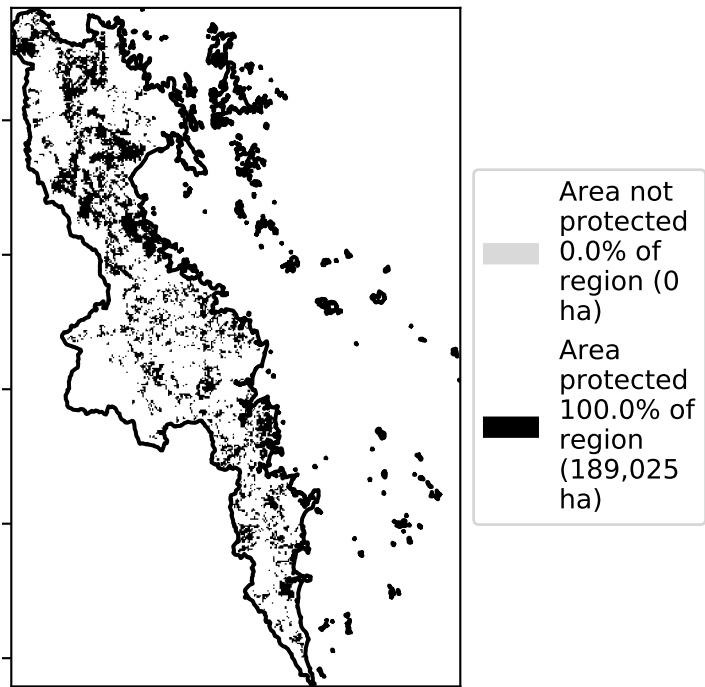 Area not
protected
0.0% of
region (0
ha)
Area
protected
100.0% of
region
(189,025
ha)